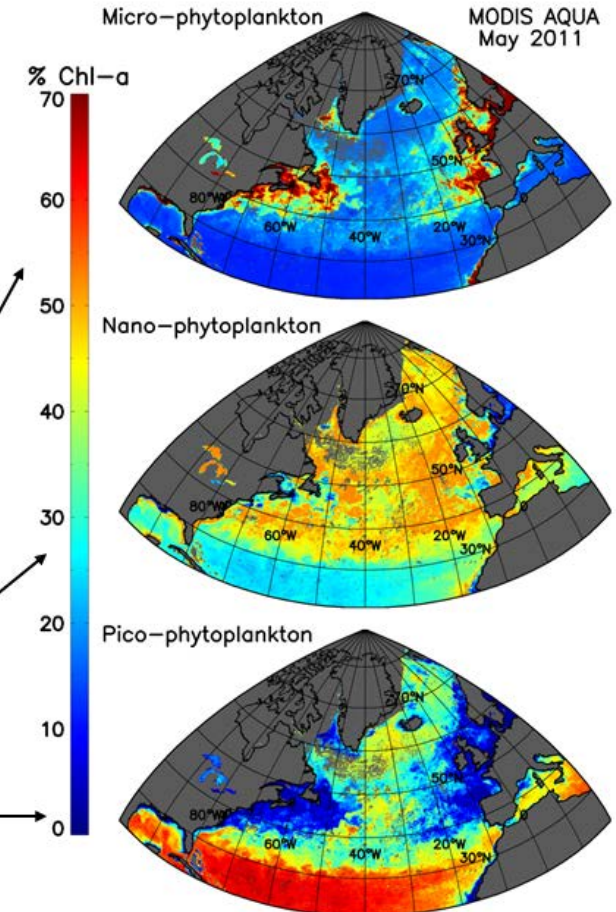 Micro-phytoplankton
MODIS AQUA
May 2011
% Chl-a
70
60
50
40
30
20
10
0
70°N
50°N
80°W
60°W
40°W
20°W
30°N
Nano-phytoplankton
70°N
50°N
60°W
40°W
20°W
30°N
Pico-phytoplankton
70°N
50°N
80°W
60°W
40°W
20°W
30°N